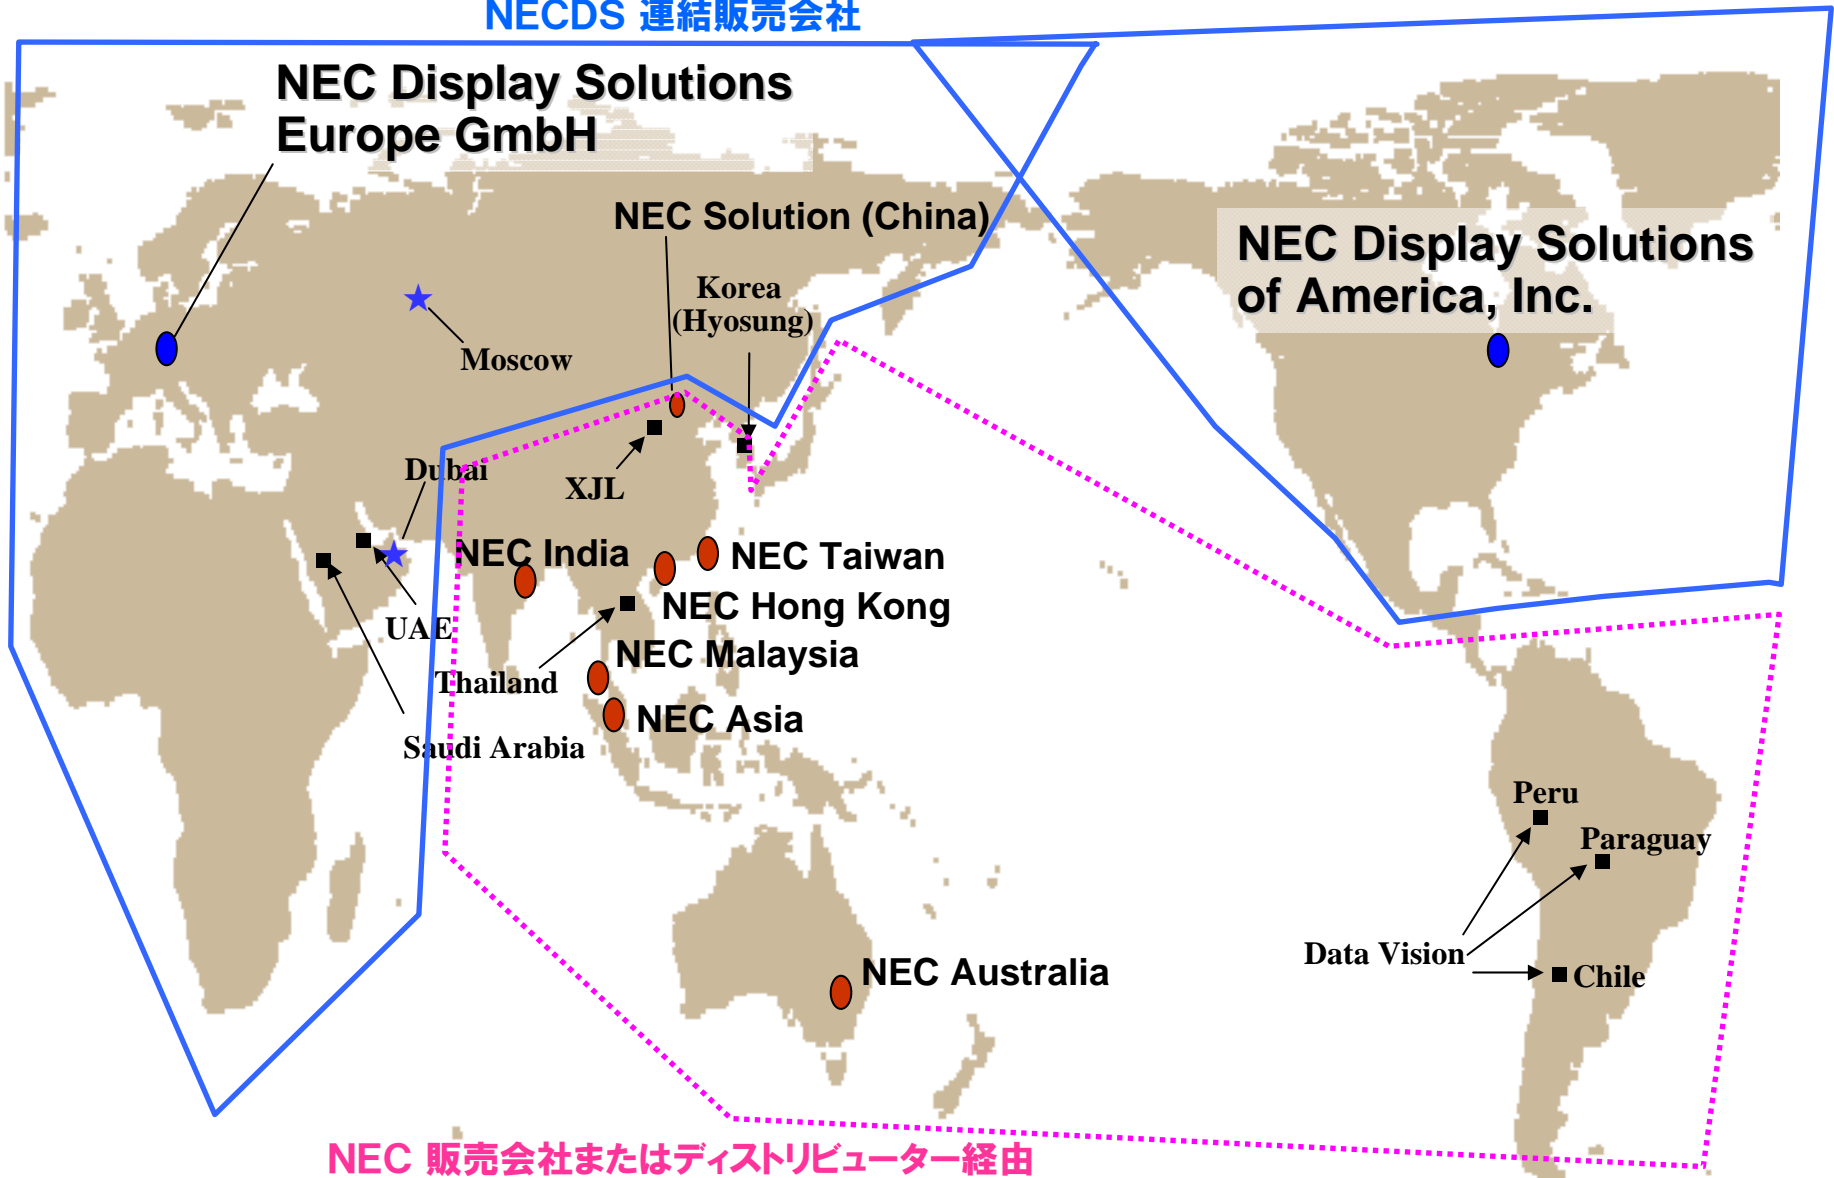 NECDS 連結販売会社
NEC Display Solutions
Europe GmbH
NEC Solution (China)
NEC Display Solutions
of America, Inc.
Korea
(Hyosung)
Moscow
Dubai
XJL
NEC India
NEC Taiwan
NEC Hong Kong
UAE
NEC Malaysia
Thailand
NEC Asia
Saudi Arabia
Peru
Paraguay
Data Vision
NEC Australia
Chile
NEC 販売会社またはディストリビューター経由